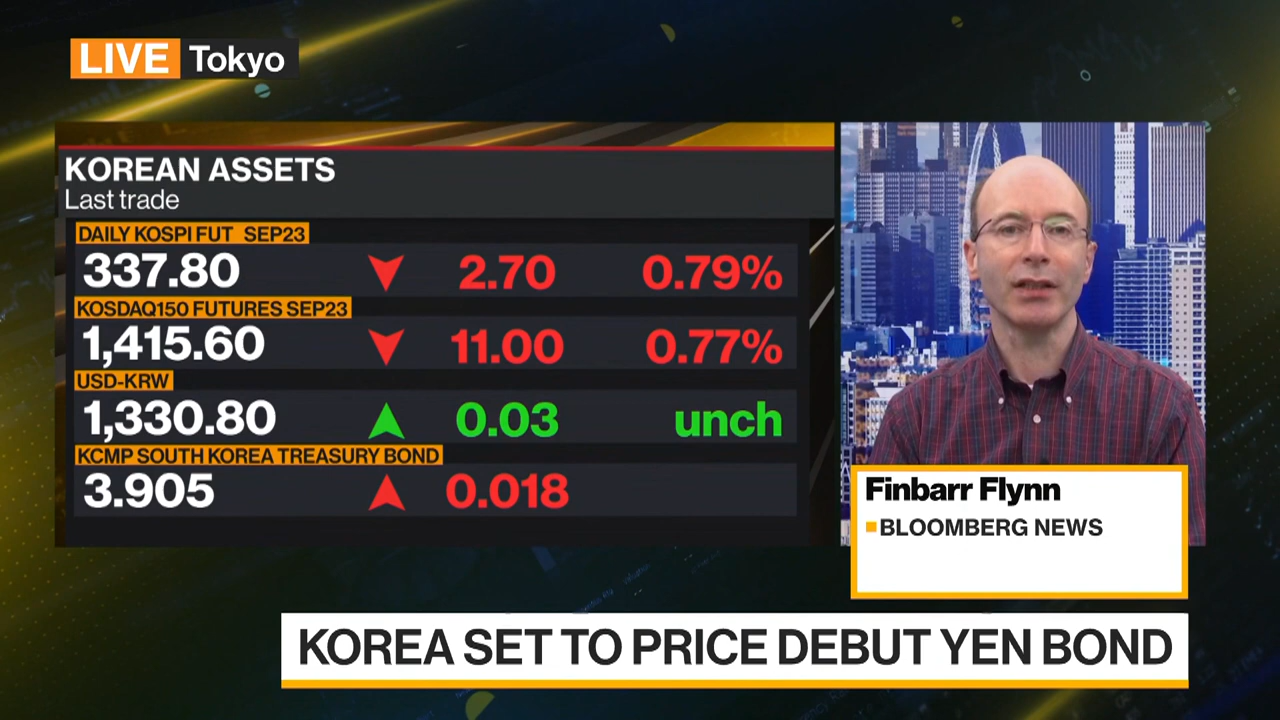 LIVE Tokyo
KOREAN ASSETS
Last trade
DAILY KOSPI FUT SEP23
337.80 ▼ 2.70 0.79%
KOSDAQ150 FUTURES SEP23
1,415.60 ▼ 11.00 0.77%
USD-KRW
1,330.80 ▲ 0.03 unch
KCMP SOUTH KOREA TREASURY BOND
3.905 ▲ 0.018
Finbarr Flynn
BLOOMBERG NEWS
KOREA SET TO PRICE DEBUT YEN BOND